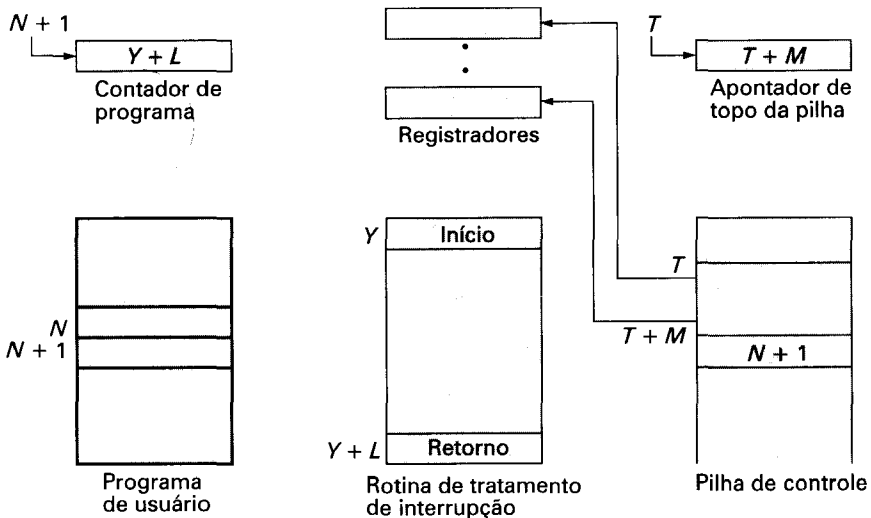 N + 1
Y + L
Contador de
programa
Registradores
T
T + M
Apontador de
topo da pilha
N
N + 1
Programa
de usuário
Y
Início
Y + L
Retorno
Rotina de tratamento
de interrupção
T
T + M
N + 1
Pilha de controle